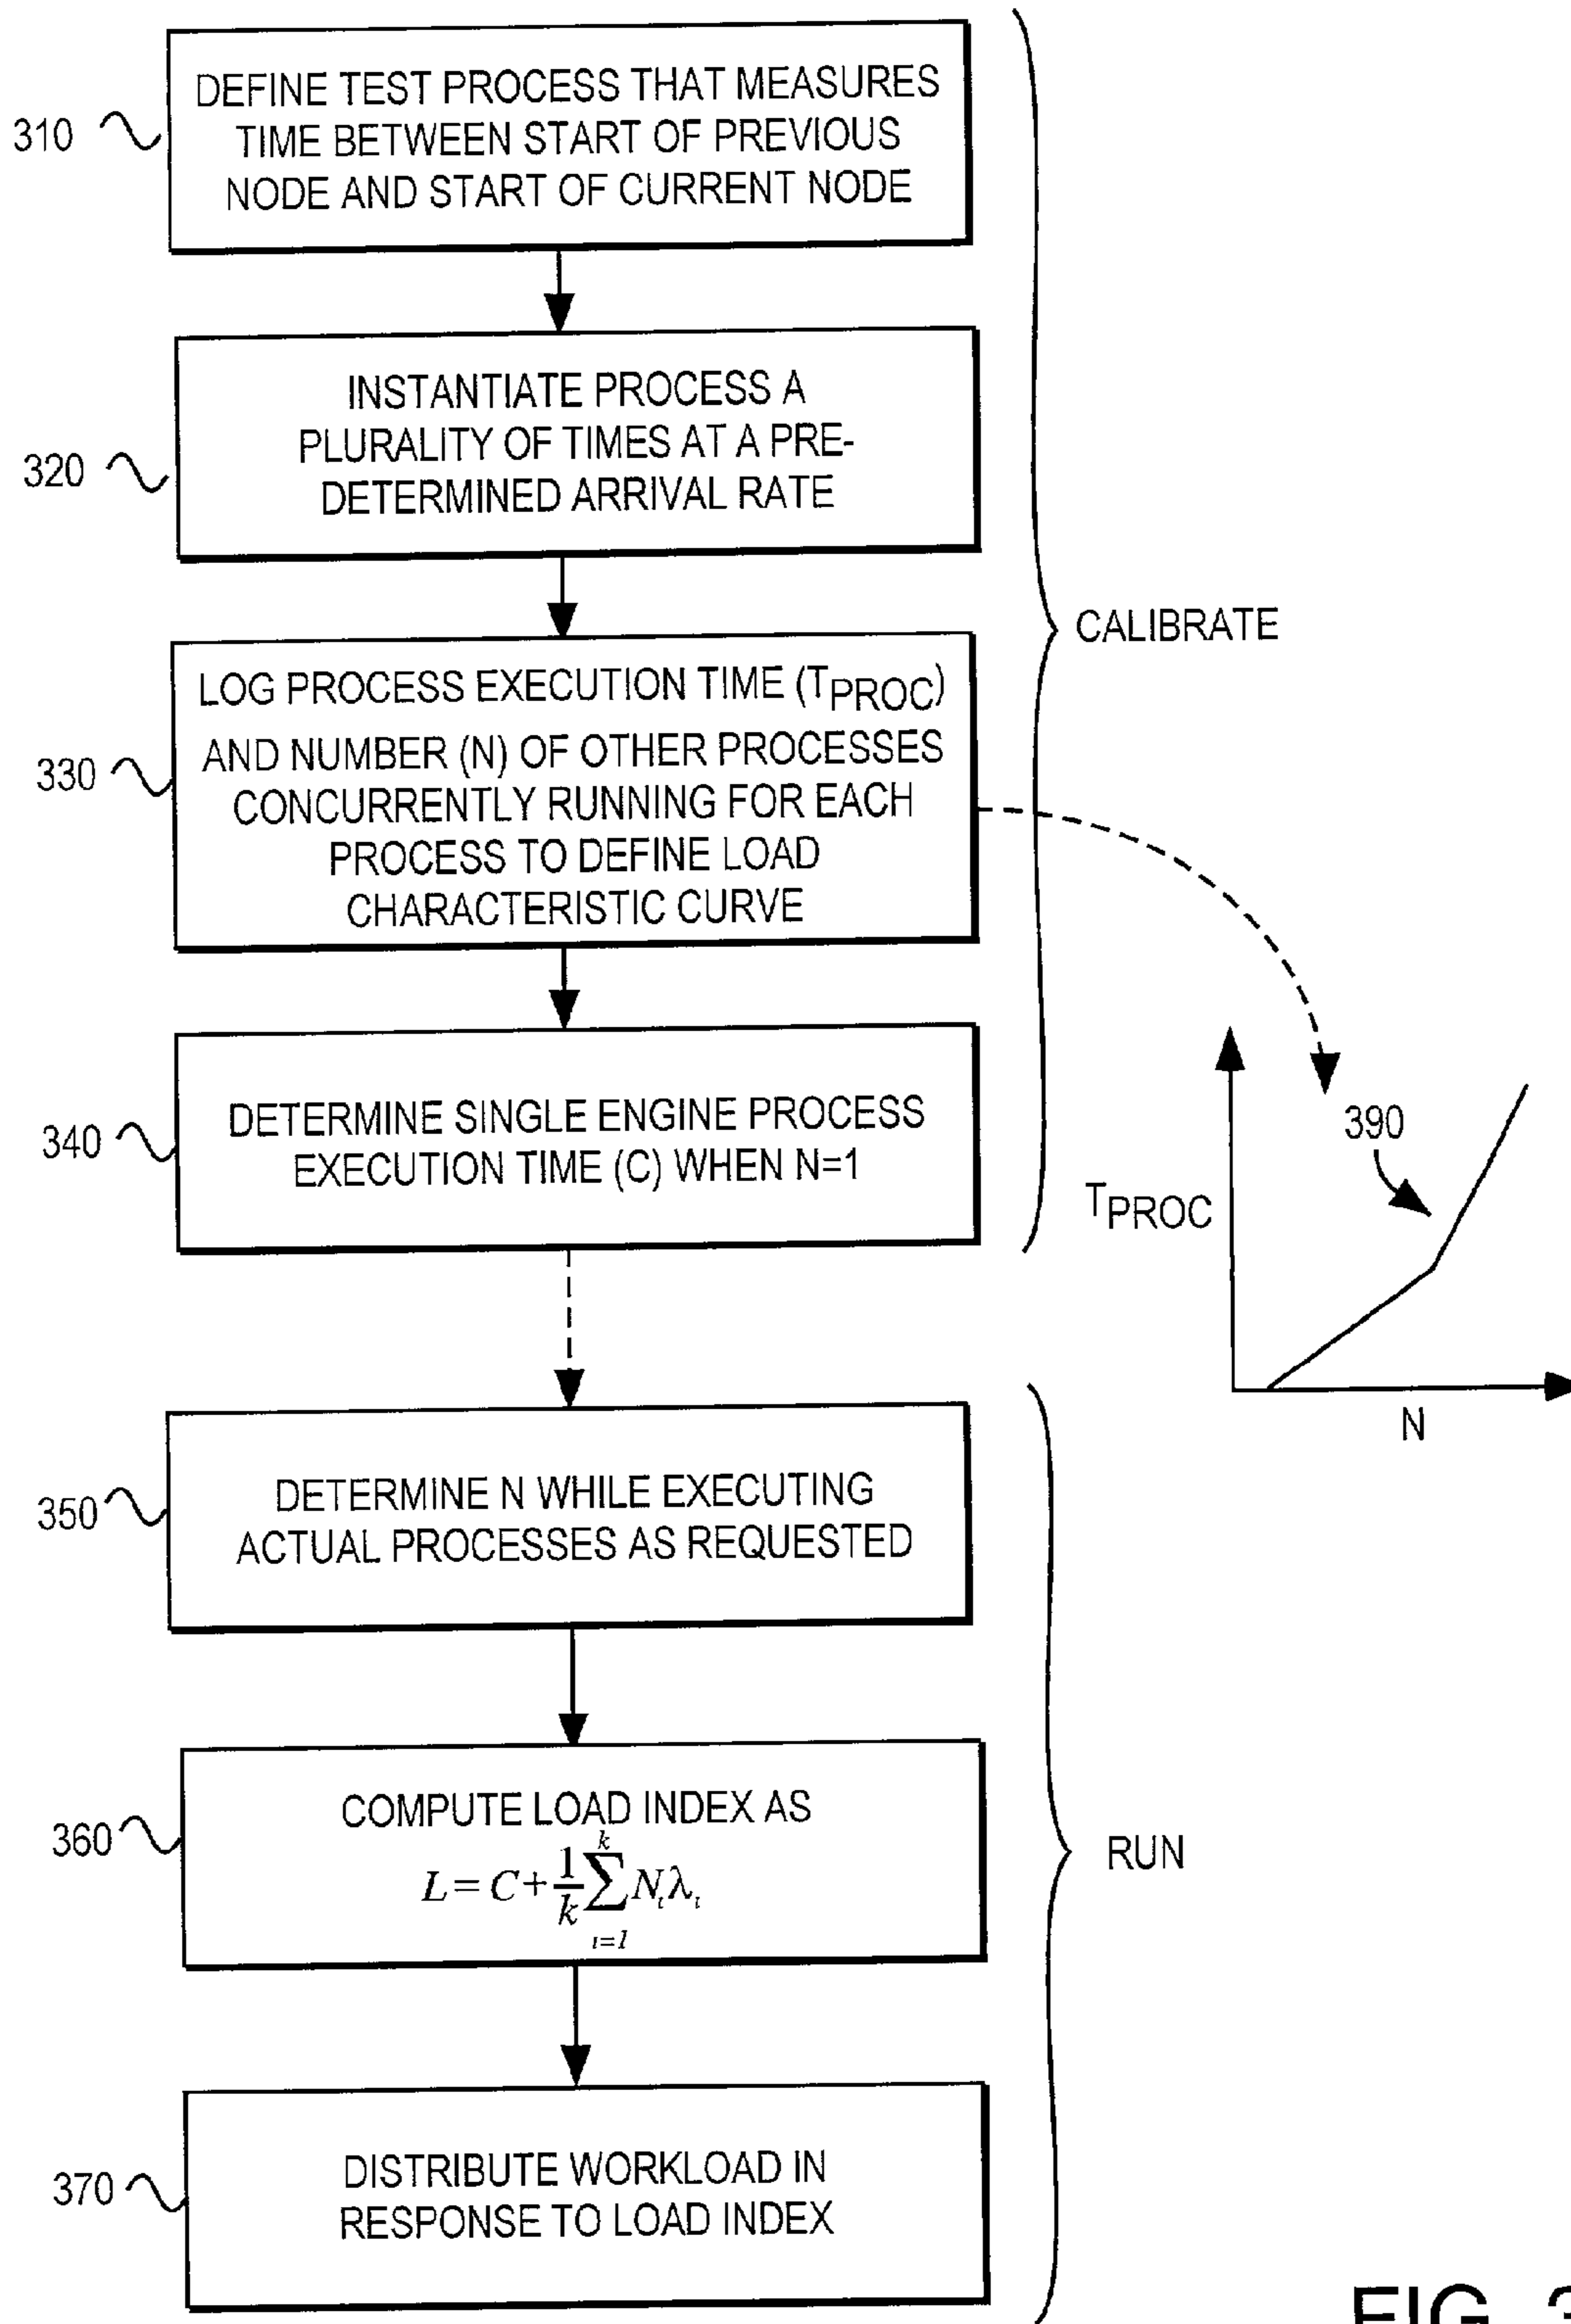 310
DEFINE TEST PROCESS THAT MEASURES
TIME BETWEEN START OF PREVIOUS
NODE AND START OF CURRENT NODE
320
INSTANTIATE PROCESS A
PLURALITY OF TIMES AT A PRE-
DETERMINED ARRIVAL RATE
CALIBRATE
330
LOG PROCESS EXECUTION TIME (TPROC)
AND NUMBER (N) OF OTHER PROCESSES
CONCURRENTLY RUNNING FOR EACH
PROCESS TO DEFINE LOAD
CHARACTERISTIC CURVE
340
DETERMINE SINGLE ENGINE PROCESS
EXECUTION TIME (C) WHEN N=1
390
TPROC
N
350
DETERMINE N WHILE EXECUTING
ACTUAL PROCESSES AS REQUESTED
360
COMPUTE LOAD INDEX AS
L = C + 1/k ∑ k i=1 Niλi
RUN
370
DISTRIBUTE WORKLOAD IN
RESPONSE TO LOAD INDEX
FIG. 3